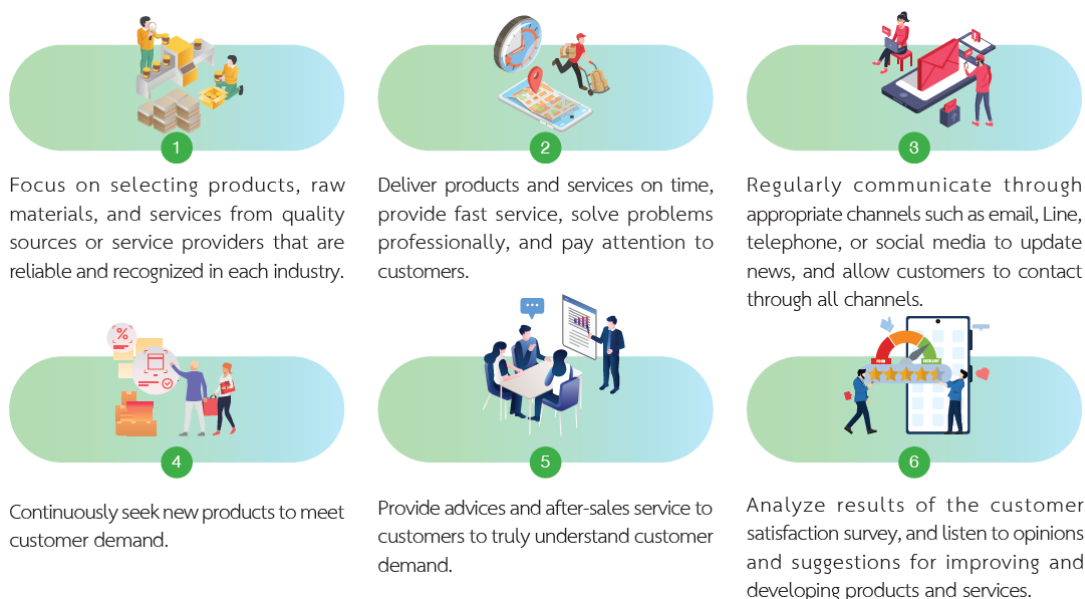 1
Focus on selecting products, raw
materials, and services from quality
sources or service providers that are
reliable and recognized in each industry.
2
Deliver products and services on time,
provide fast service, solve problems
professionally, and pay attention to
customers.
3
Regularly communicate through
appropriate channels such as email, Line,
telephone, or social media to update
news, and allow customers to contact
through all channels.
%
4
Continuously seek new products to meet
customer demand.
5
Provide advices and after-sales service to
customers to truly understand customer
demand.
6
Analyze results of the customer
satisfaction survey, and listen to opinions
and suggestions for improving and
developing products and services.